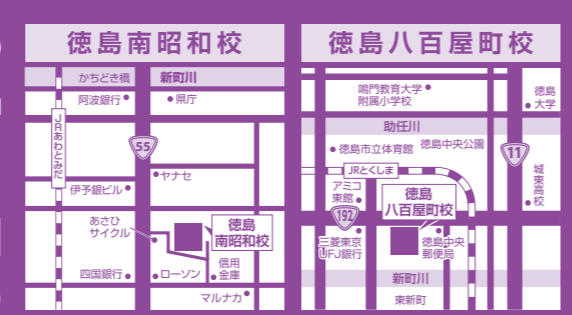 徳島南昭和校
かちどき橋
新町川
阿波銀行
県庁
JRあわとみだ
55
ヤナセ
伊予銀ビル
あさひ
サイクル
徳島
南昭和校
四国銀行
ローソン
信用
金庫
マルナカ
徳島八百屋町校
鳴門教育大学
附属小学校
徳島
大学
助任川
徳島市立体育館
徳島中央公園
11
JRとくしま
アミコ
東館
192
徳島
八百屋町校
城東高校
三菱東京
UFJ銀行
徳島中央
郵便局
新町川
東新町